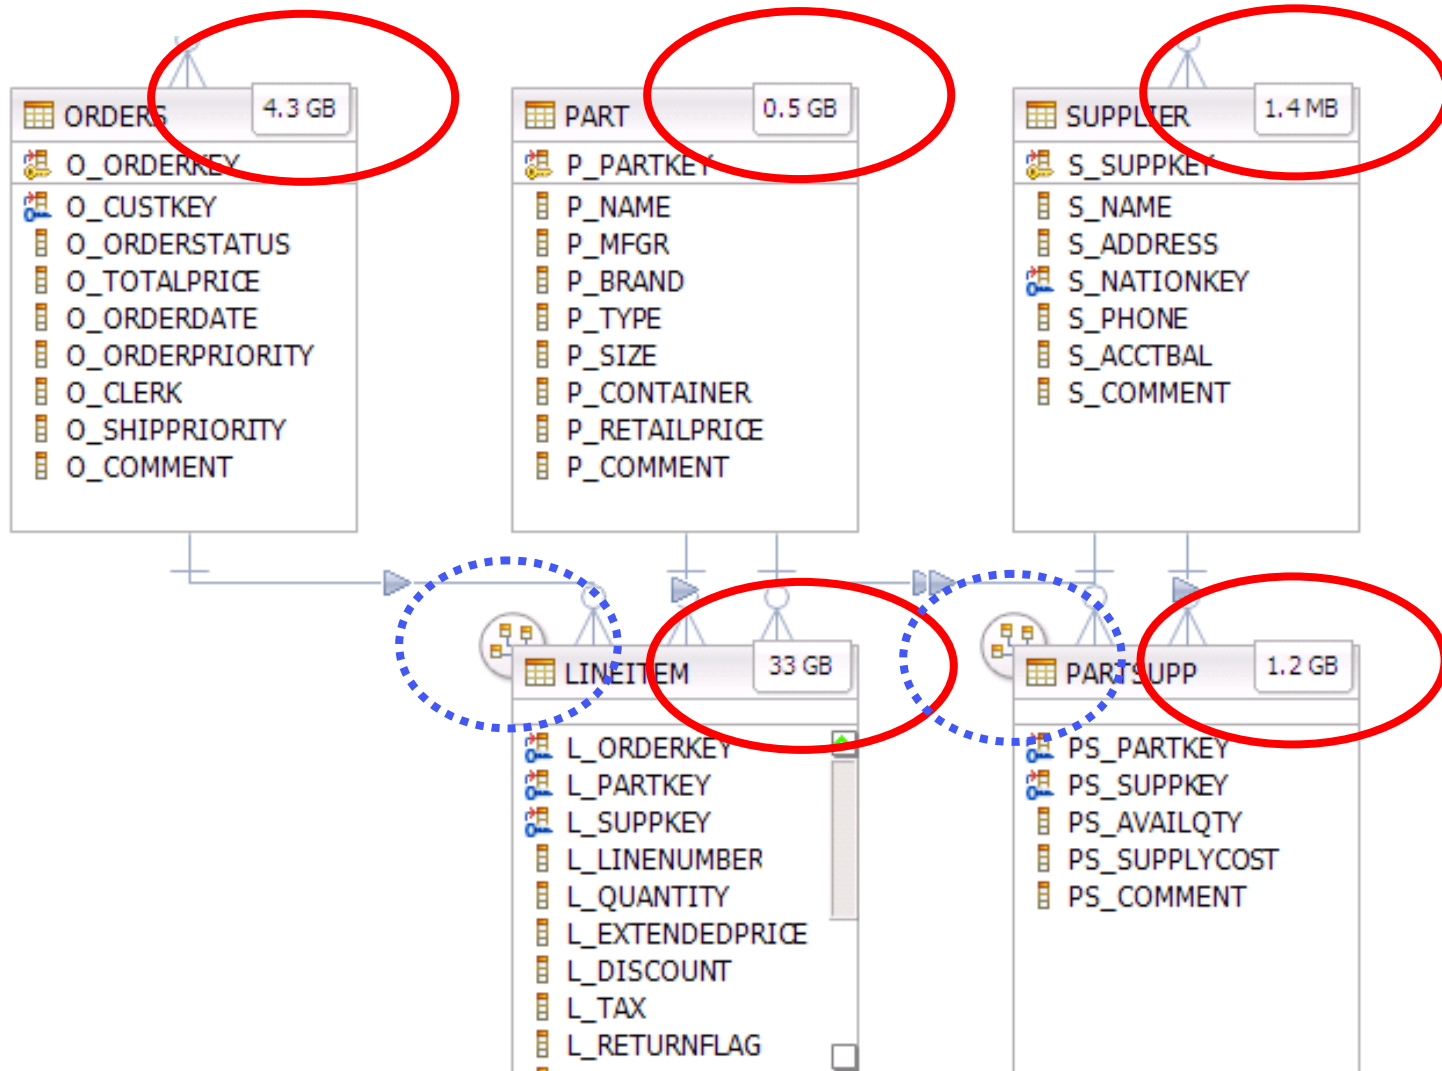 ORDERS
4.3 GB
O_ORDERKEY
O_CUSTKEY
O_ORDERSTATUS
O_TOTALPRICE
O_ORDERDATE
O_ORDERPRIORITY
O_CLERK
O_SHIPPRIORITY
O_COMMENT
PART
0.5 GB
P_PARTKEY
P_NAME
P_MFGR
P_BRAND
P_TYPE
P_SIZE
P_CONTAINER
P_RETAILPRICE
P_COMMENT
SUPPLIER
1.4 MB
S_SUPPKEY
S_NAME
S_ADDRESS
S_NATIONKEY
S_PHONE
S_ACCTBAL
S_COMMENT
LINEITEM
33 GB
L_ORDERKEY
L_PARTKEY
L_SUPPKEY
L_LINENUMBER
L_QUANTITY
L_EXTENDEDPRICE
L_DISCOUNT
L_TAX
L_RETURNFLAG
PARTSUPP
1.2 GB
PS_PARTKEY
PS_SUPPKEY
PS_AVAILQTY
PS_SUPPLYCOST
PS_COMMENT